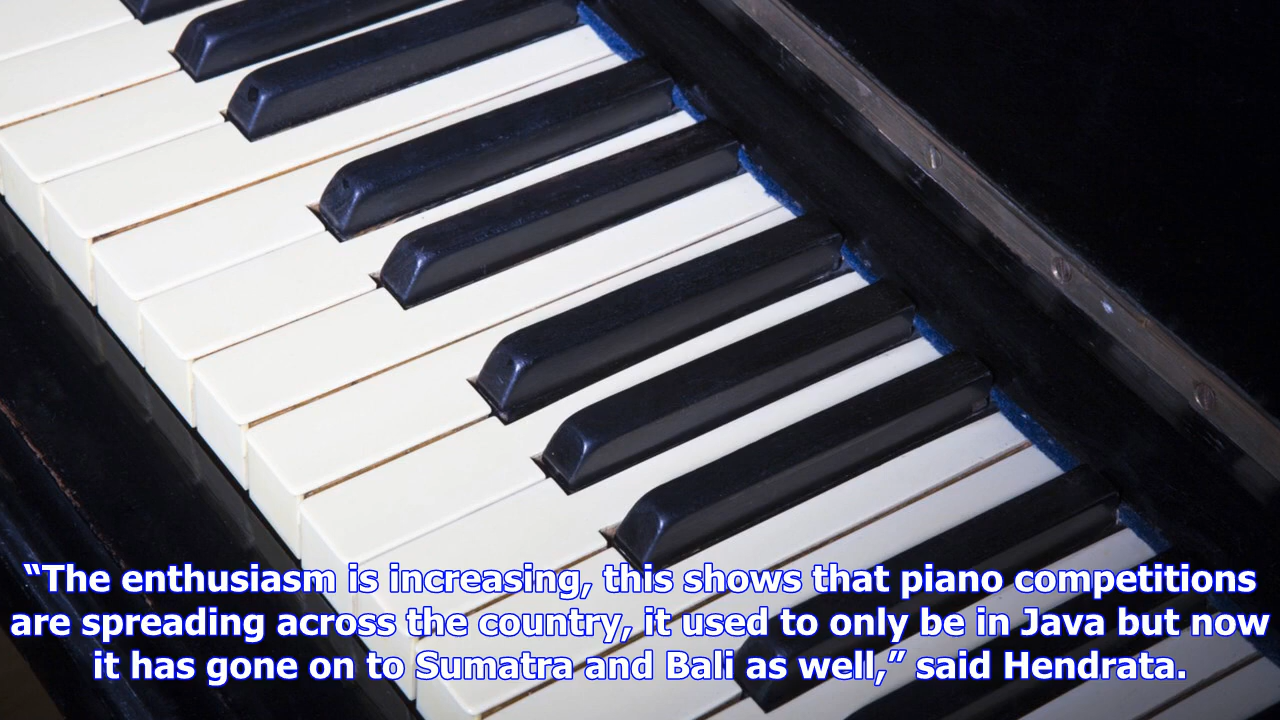 “The enthusiasm is increasing, this shows that piano competitions
are spreading across the country, it used to only be in Java but now
it has gone on to Sumatra and Bali as well,” said Hendrata.